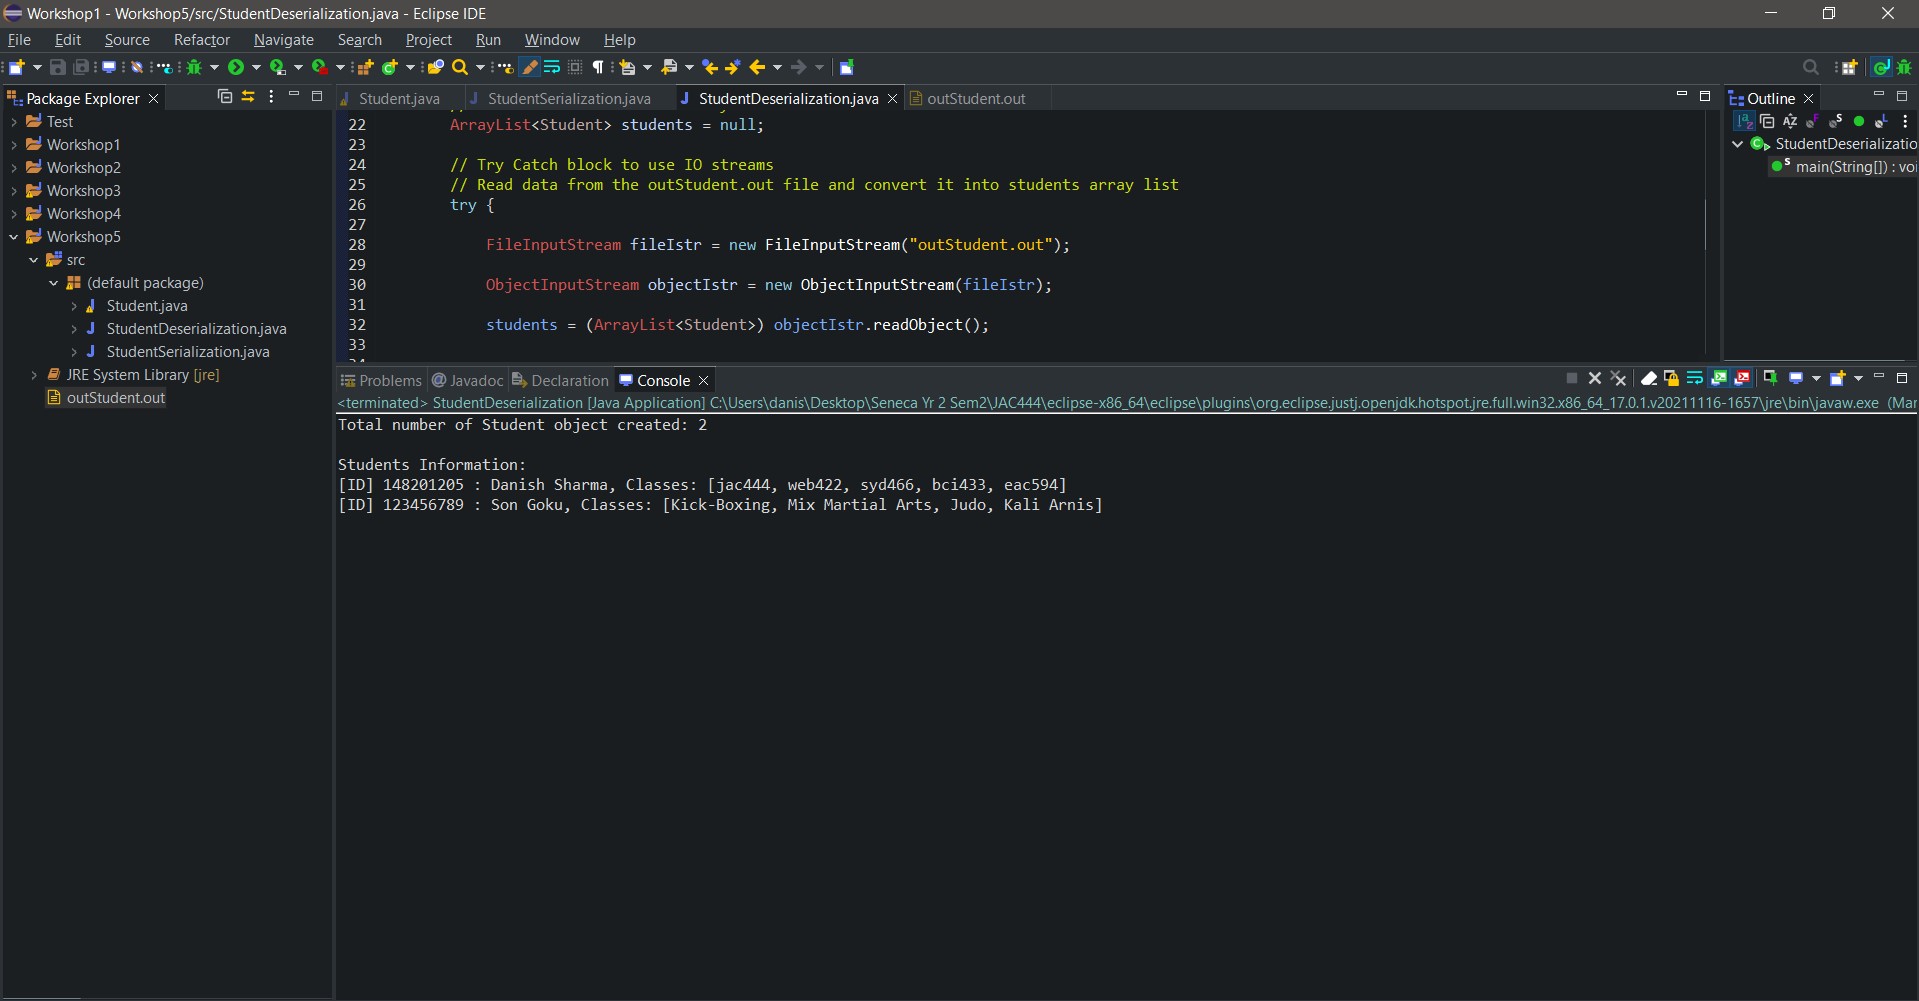 Workshop1 - Workshop5/src/StudentDeserialization.java - Eclipse IDE
File Edit Source Refactor Navigate Search Project Run Window Help
Package Explorer
Test
Workshop1
Workshop2
Workshop3
Workshop4
Workshop5
src
(default package)
Student.java
StudentDeserialization.java
StudentSerialization.java
JRE System Library [jre]
outStudent.out
Student.java StudentSerialization.java StudentDeserialization.java outStudent.out
22 ArrayList<Student> students = null;
23
24 // Try Catch block to use IO streams
25 // Read data from the outStudent.out file and convert it into students array list
26 try {
27
28 FileInputStream fileIstr = new FileInputStream("outStudent.out");
29
30 ObjectInputStream objectIstr = new ObjectInputStream(fileIstr);
31
32 students = (ArrayList<Student>) objectIstr.readObject();
33
Outline
StudentDeserializatio
main(String[]) : voi
Problems @ Javadoc Declaration Console
<terminated> StudentDeserialization [Java Application] C:\Users\danis\Desktop\Seneca Yr 2 Sem2\JAC444\eclipse-x86_64\eclipse\plugins\org.eclipse.justj.openjdk.hotspot.jre.full.win32.x86_64_17.0.1.v20211116-1657\jre\bin\javaw.exe (Mar
Total number of Student object created: 2
Students Information:
[ID] 148201205 : Danish Sharma, Classes: [jac444, web422, syd466, bci433, eac594]
[ID] 123456789 : Son Goku, Classes: [Kick-Boxing, Mix Martial Arts, Judo, Kali Arnis]